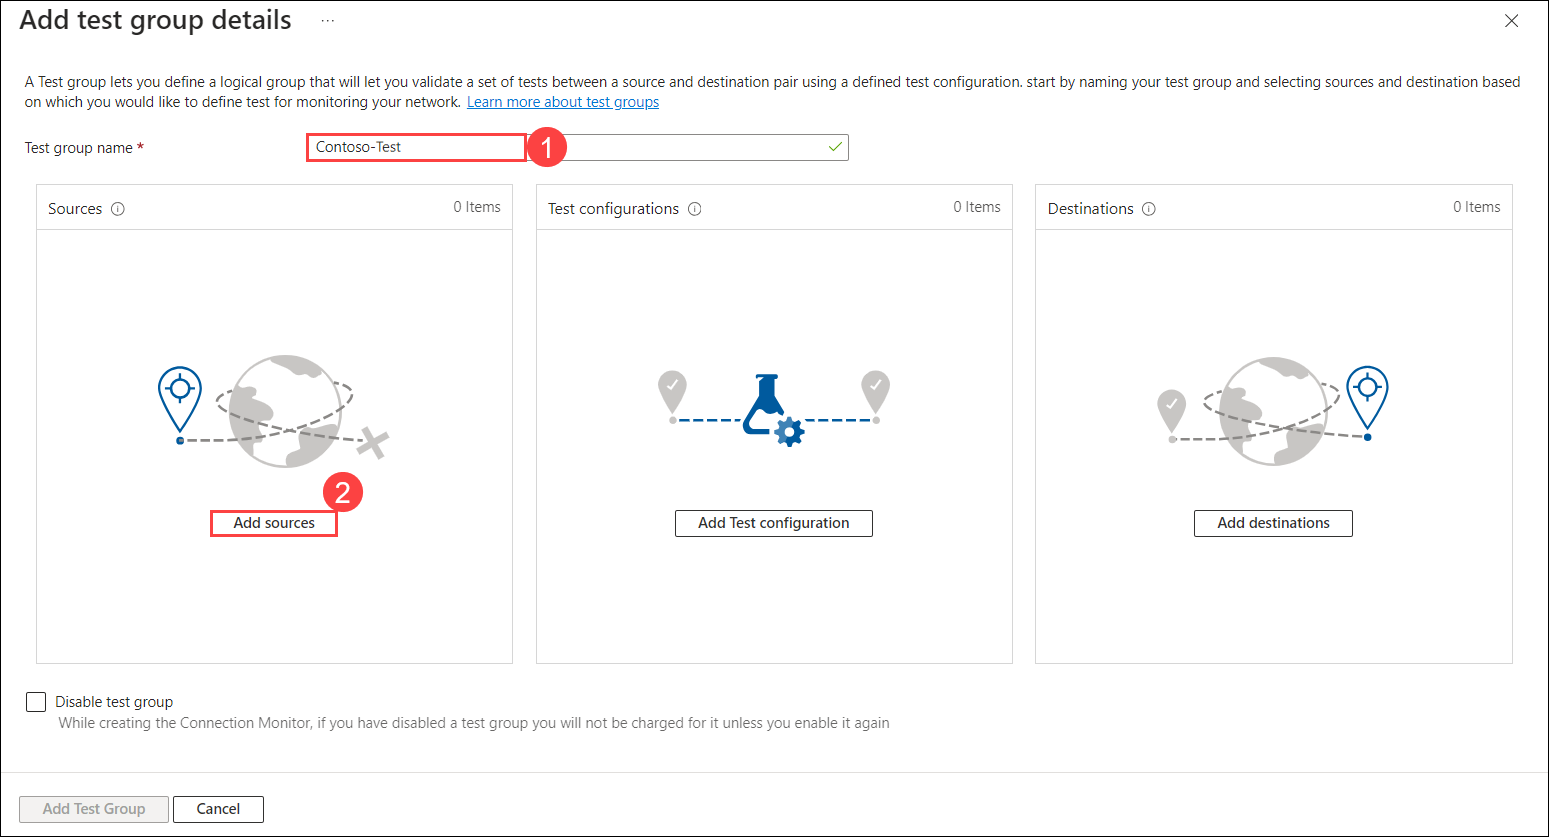 Add test group details ...
A Test group lets you define a logical group that will let you validate a set of tests between a source and destination pair using a defined test configuration. start by naming your test group and selecting sources and destination based
on which you would like to define test for monitoring your network. Learn more about test groups
Test group name * Contoso-Test 1
Sources 0 Items
Test configurations 0 Items
Destinations 0 Items
2
Add sources
Add Test configuration
Add destinations
Disable test group
While creating the Connection Monitor, if you have disabled a test group you will not be charged for it unless you enable it again
Add Test Group Cancel